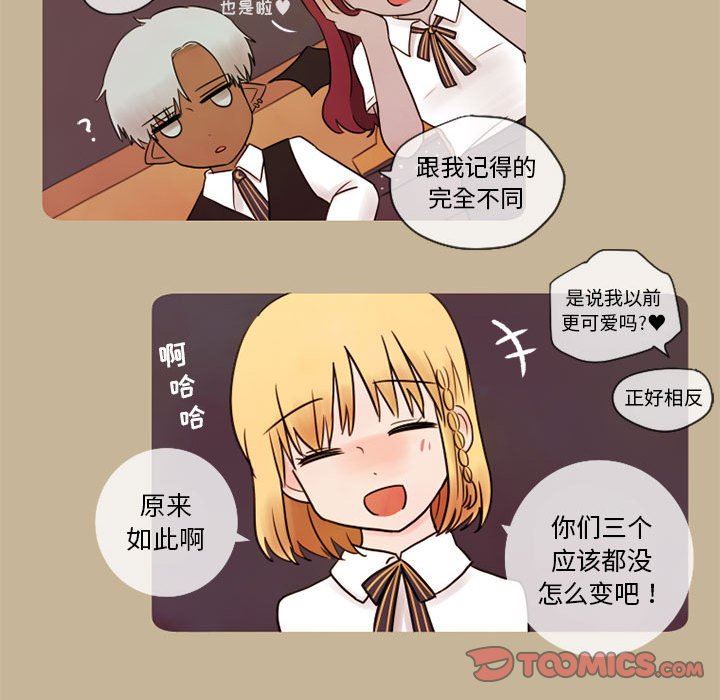 也是啦♥
?
跟我记得的
完全不同
是说我以前
更可爱吗?♥
正好相反
啊
哈
哈
原来
如此啊
你们三个
应该都没
怎么变吧！
TOOMICS.COM